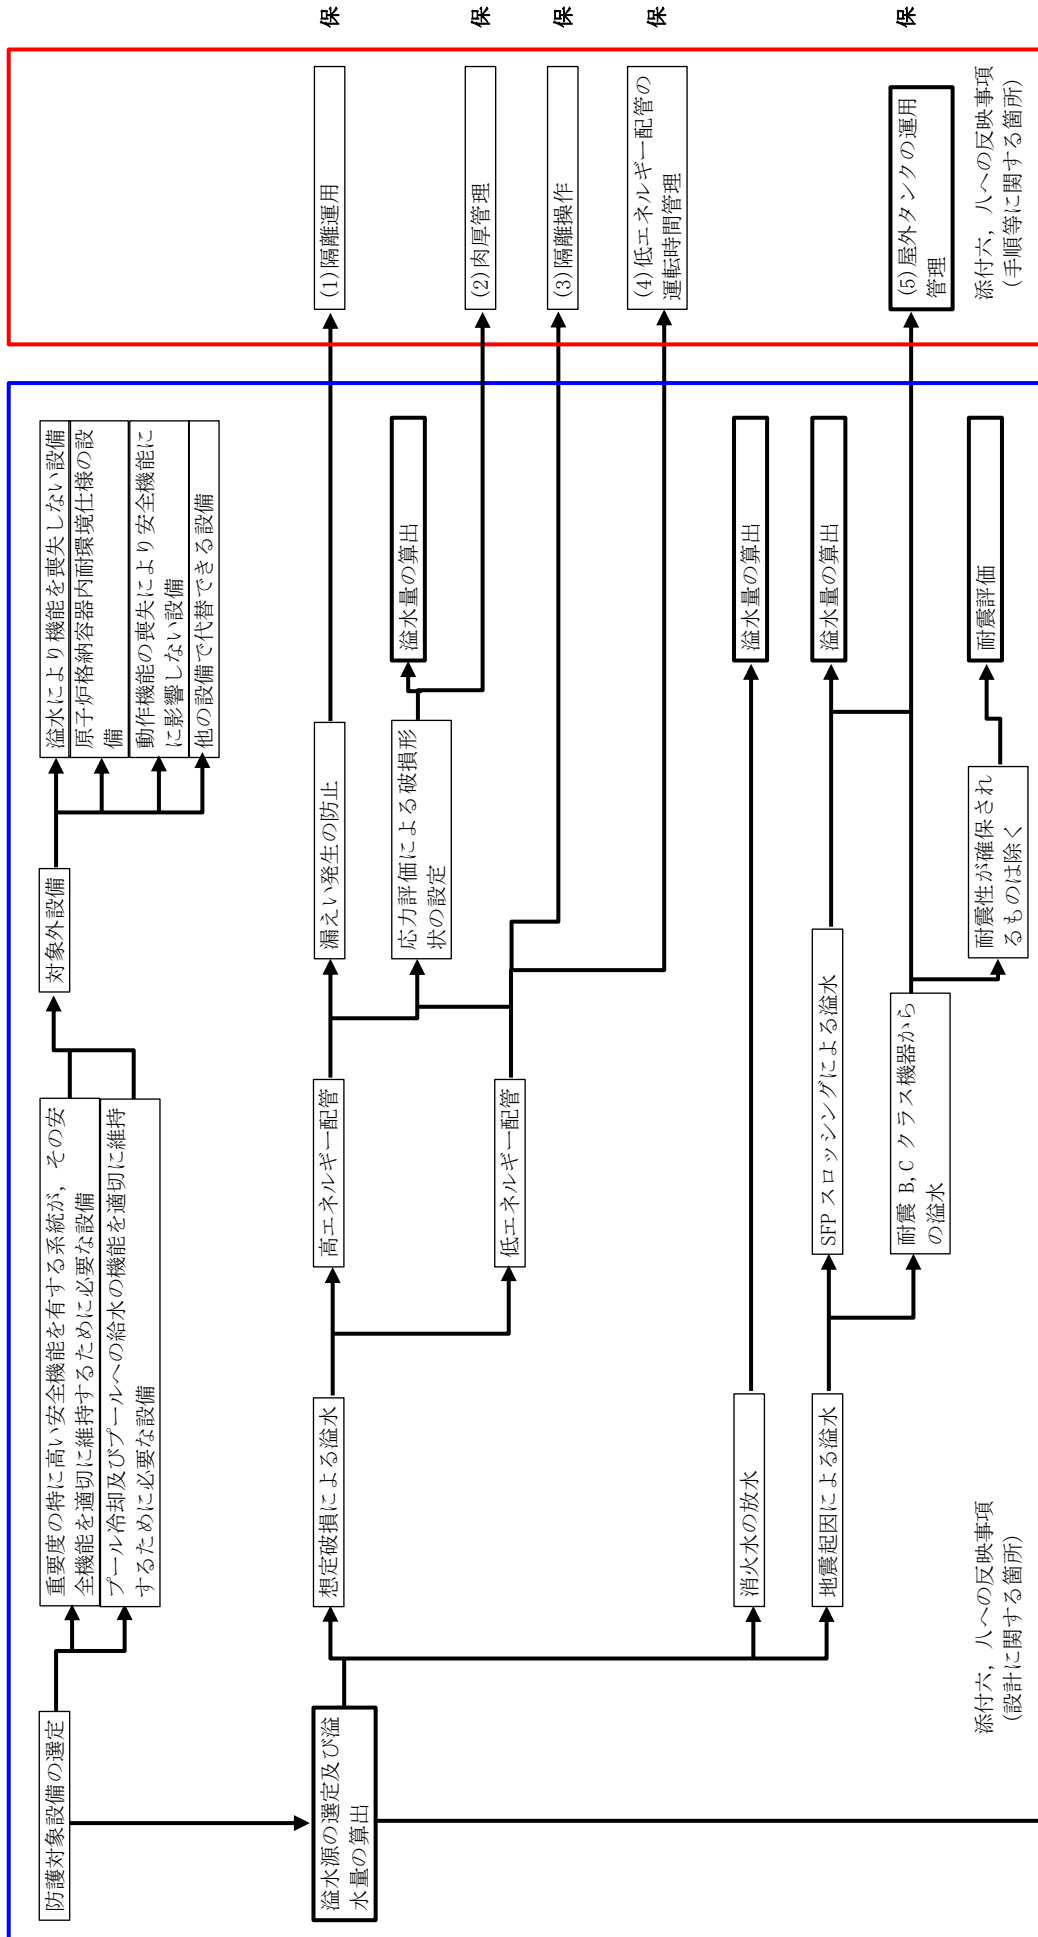 防護対象設備の選定
重要度の特に高い安全機能を有する系統が，その安
全機能を適切に維持するために必要な設備
プール冷却及びプールへの給水の機能を適切に維持
するために必要な設備
対象外設備
溢水により機能を喪失しない設備
原子炉格納容器内耐環境仕様の設
備
動作機能の喪失により安全機能に
に影響しない設備
他の設備で代替できる設備
溢水源の選定及び溢
水量の算出
想定破損による溢水
高エネルギー配管
漏えい発生の防止
(1)隔離運用
保
応力評価による破損形
状の設定
溢水量の算出
(2)肉厚管理
保
低エネルギー配管
(3)隔離操作
保
(4)低エネルギー配管の
運転時間管理
保
消火水の放水
溢水量の算出
地震起因による溢水
SFP スロッシングによる溢水
溢水量の算出
耐震 B,C クラス機器から
の溢水
(5)屋外タンクの運用
管理
保
耐震性が確保され
るものは除く
耐震評価
添付六，八への反映事項
(設計に関する箇所)
添付六，八への反映事項
(手順等に関する箇所)